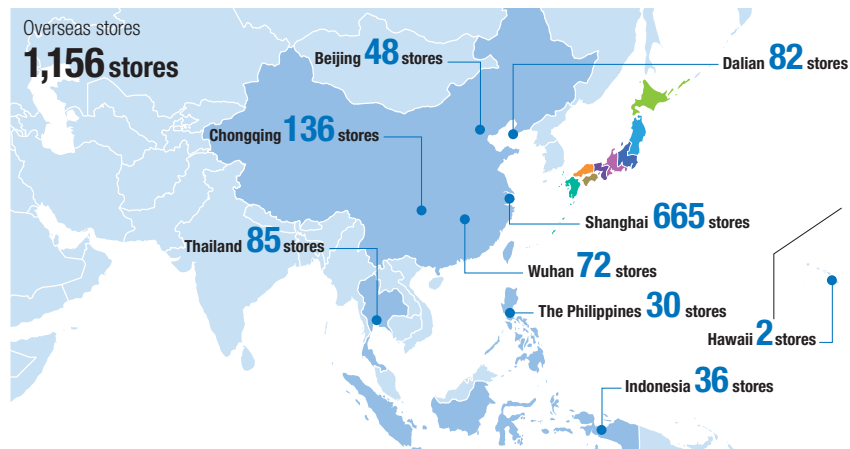 Overseas stores
1,156 stores
Beijing 48 stores
Dalian 82 stores
Chongqing 136 stores
Shanghai 665 stores
Thailand 85 stores
Wuhan 72 stores
The Philippines 30 stores
Hawaii 2 stores
Indonesia 36 stores